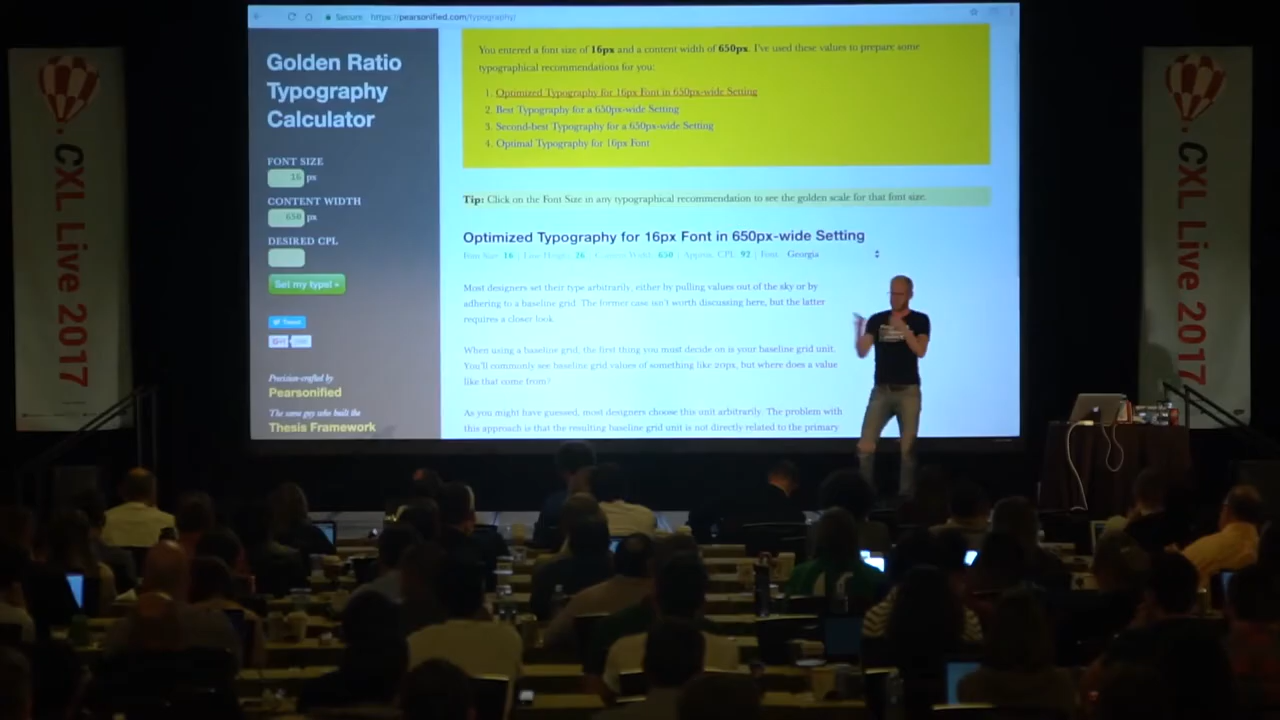 Secure
https://pearsonified.com/typography/
Golden Ratio
Typography
Calculator
FONT SIZE
16 px
CONTENT WIDTH
650 px
DESIRED CPL
Set my type! »
Tweet
G+1
Precision-crafted by
Pearsonified
The same guy who built the
Thesis Framework
You entered a font size of 16px and a content width of 650px. I've used these values to prepare some
typographical recommendations for you:
1. Optimized Typography for 16px Font in 650px-wide Setting
2. Best Typography for a 650px-wide Setting
3. Second-best Typography for a 650px-wide Setting
4. Optimal Typography for 16px Font
Tip: Click on the Font Size in any typographical recommendation to see the golden scale for that font size.
Optimized Typography for 16px Font in 650px-wide Setting
Font Size: 16 | Line Height: 26 | Content Width: 650 | Approx. CPL: 92 | Font: Georgia
Most designers set their type arbitrarily, either by pulling values out of the sky or by
adhering to a baseline grid. The former case isn't worth discussing here, but the latter
requires a closer look.
When using a baseline grid, the first thing you must decide on is your baseline grid unit.
You'll commonly see baseline grid values of something like 20px, but where does a value
like that come from?
As you might have guessed, most designers choose this unit arbitrarily. The problem with
this approach is that the resulting baseline grid unit is not directly related to the primary
CXL Live 2017
CXL Live 2017